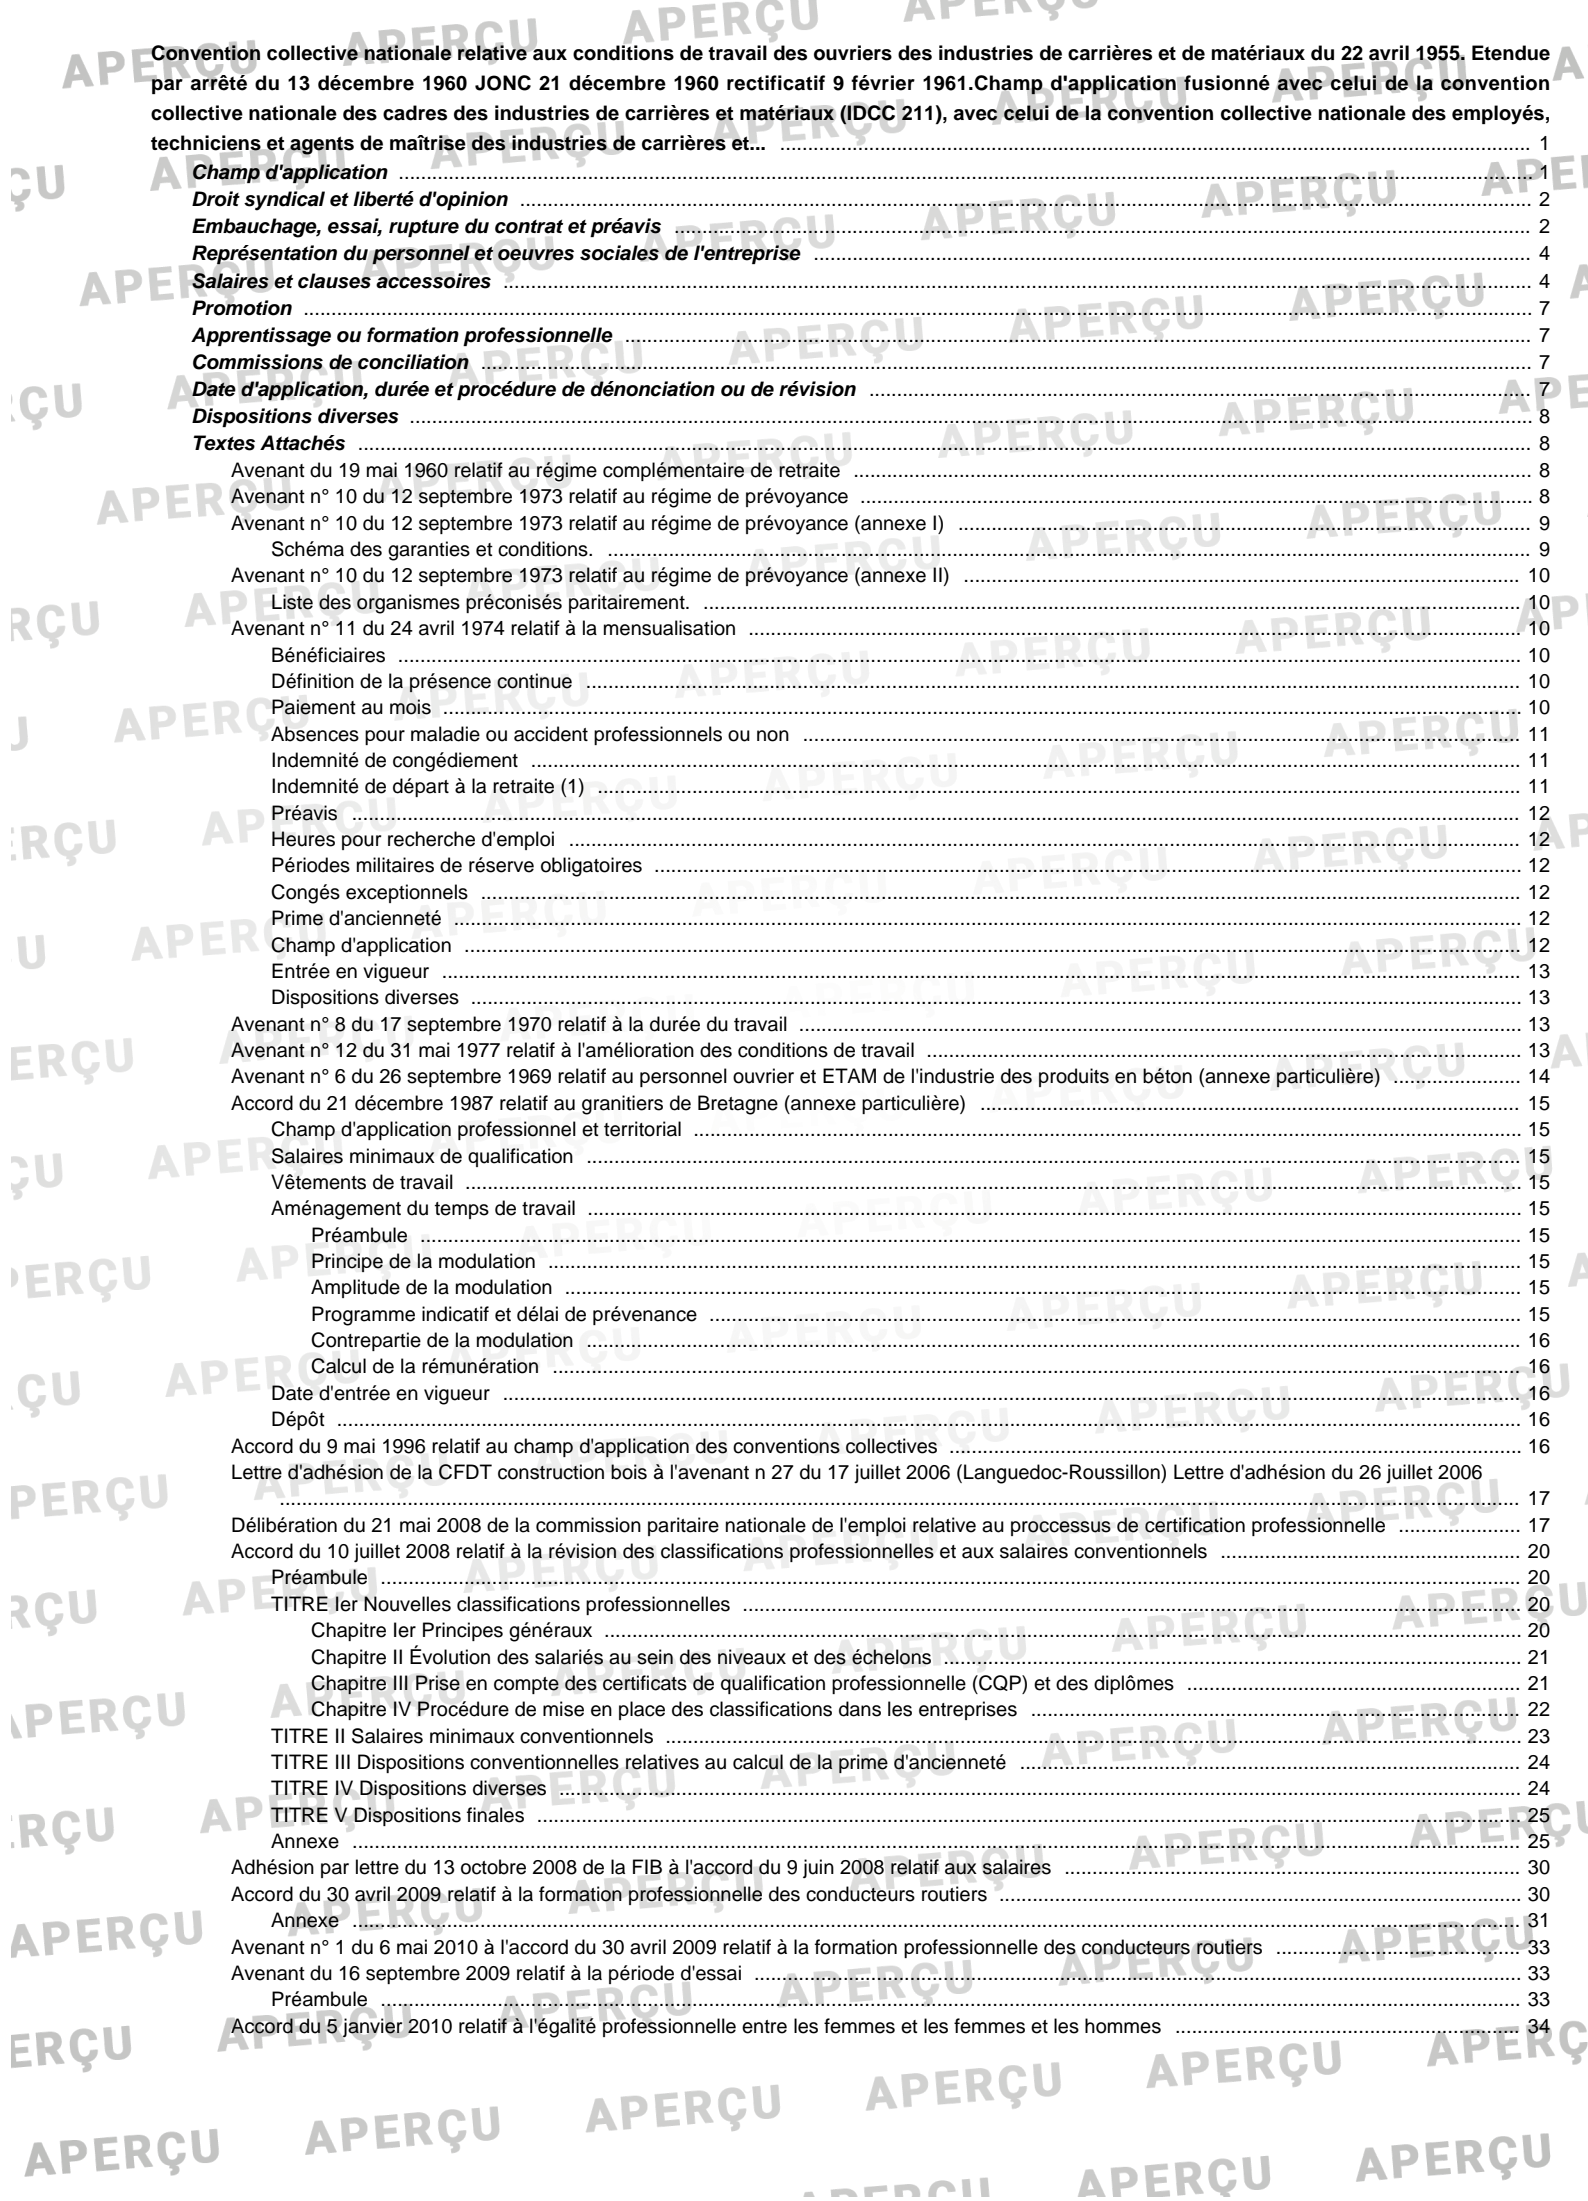 Convention collective nationale relative aux conditions de travail des ouvriers des industries de carrières et de matériaux du 22 avril 1955. Etendue
par arrêté du 13 décembre 1960 JONC 21 décembre 1960 rectificatif 9 février 1961.Champ d'application fusionné avec celui de la convention
collective nationale des cadres des industries de carrières et matériaux (IDCC 211), avec celui de la convention collective nationale des employés,
techniciens et agents de maîtrise des industries de carrières et... 1
Champ d'application 1
Droit syndical et liberté d'opinion 2
Embauchage, essai, rupture du contrat et préavis 2
Représentation du personnel et oeuvres sociales de l'entreprise 4
Salaires et clauses accessoires 4
Promotion 7
Apprentissage ou formation professionnelle 7
Commissions de conciliation 7
Date d'application, durée et procédure de dénonciation ou de révision 7
Dispositions diverses 8
Textes Attachés 8
Avenant du 19 mai 1960 relatif au régime complémentaire de retraite 8
Avenant n° 10 du 12 septembre 1973 relatif au régime de prévoyance 8
Avenant n° 10 du 12 septembre 1973 relatif au régime de prévoyance (annexe I) 9
Schéma des garanties et conditions. 9
Avenant n° 10 du 12 septembre 1973 relatif au régime de prévoyance (annexe II) 10
Liste des organismes préconisés paritairement. 10
Avenant n° 11 du 24 avril 1974 relatif à la mensualisation 10
Bénéficiaires 10
Définition de la présence continue 10
Paiement au mois 10
Absences pour maladie ou accident professionnels ou non 11
Indemnité de congédiement 11
Indemnité de départ à la retraite (1) 11
Préavis 12
Heures pour recherche d'emploi 12
Périodes militaires de réserve obligatoires 12
Congés exceptionnels 12
Prime d'ancienneté 12
Champ d'application 12
Entrée en vigueur 13
Dispositions diverses 13
Avenant n° 8 du 17 septembre 1970 relatif à la durée du travail 13
Avenant n° 12 du 31 mai 1977 relatif à l'amélioration des conditions de travail 13
Avenant n° 6 du 26 septembre 1969 relatif au personnel ouvrier et ETAM de l'industrie des produits en béton (annexe particulière) 14
Accord du 21 décembre 1987 relatif au granitiers de Bretagne (annexe particulière) 15
Champ d'application professionnel et territorial 15
Salaires minimaux de qualification 15
Vêtements de travail 15
Aménagement du temps de travail 15
Préambule 15
Principe de la modulation 15
Amplitude de la modulation 15
Programme indicatif et délai de prévenance 15
Contrepartie de la modulation 16
Calcul de la rémunération 16
Date d'entrée en vigueur 16
Dépôt 16
Accord du 9 mai 1996 relatif au champ d'application des conventions collectives 16
Lettre d'adhésion de la CFDT construction bois à l'avenant n 27 du 17 juillet 2006 (Languedoc-Roussillon) Lettre d'adhésion du 26 juillet 2006
17
Délibération du 21 mai 2008 de la commission paritaire nationale de l'emploi relative au proccessus de certification professionnelle 17
Accord du 10 juillet 2008 relatif à la révision des classifications professionnelles et aux salaires conventionnels 20
Préambule 20
TITRE Ier Nouvelles classifications professionnelles 20
Chapitre Ier Principes généraux 20
Chapitre II Évolution des salariés au sein des niveaux et des échelons 21
Chapitre III Prise en compte des certificats de qualification professionnelle (CQP) et des diplômes 21
Chapitre IV Procédure de mise en place des classifications dans les entreprises 22
TITRE II Salaires minimaux conventionnels 23
TITRE III Dispositions conventionnelles relatives au calcul de la prime d'ancienneté 24
TITRE IV Dispositions diverses 24
TITRE V Dispositions finales 25
Annexe 25
Adhésion par lettre du 13 octobre 2008 de la FIB à l'accord du 9 juin 2008 relatif aux salaires 30
Accord du 30 avril 2009 relatif à la formation professionnelle des conducteurs routiers 30
Annexe 31
Avenant n° 1 du 6 mai 2010 à l'accord du 30 avril 2009 relatif à la formation professionnelle des conducteurs routiers 33
Avenant du 16 septembre 2009 relatif à la période d'essai 33
Préambule 33
Accord du 5 janvier 2010 relatif à l'égalité professionnelle entre les femmes et les femmes et les hommes 34
APERÇU